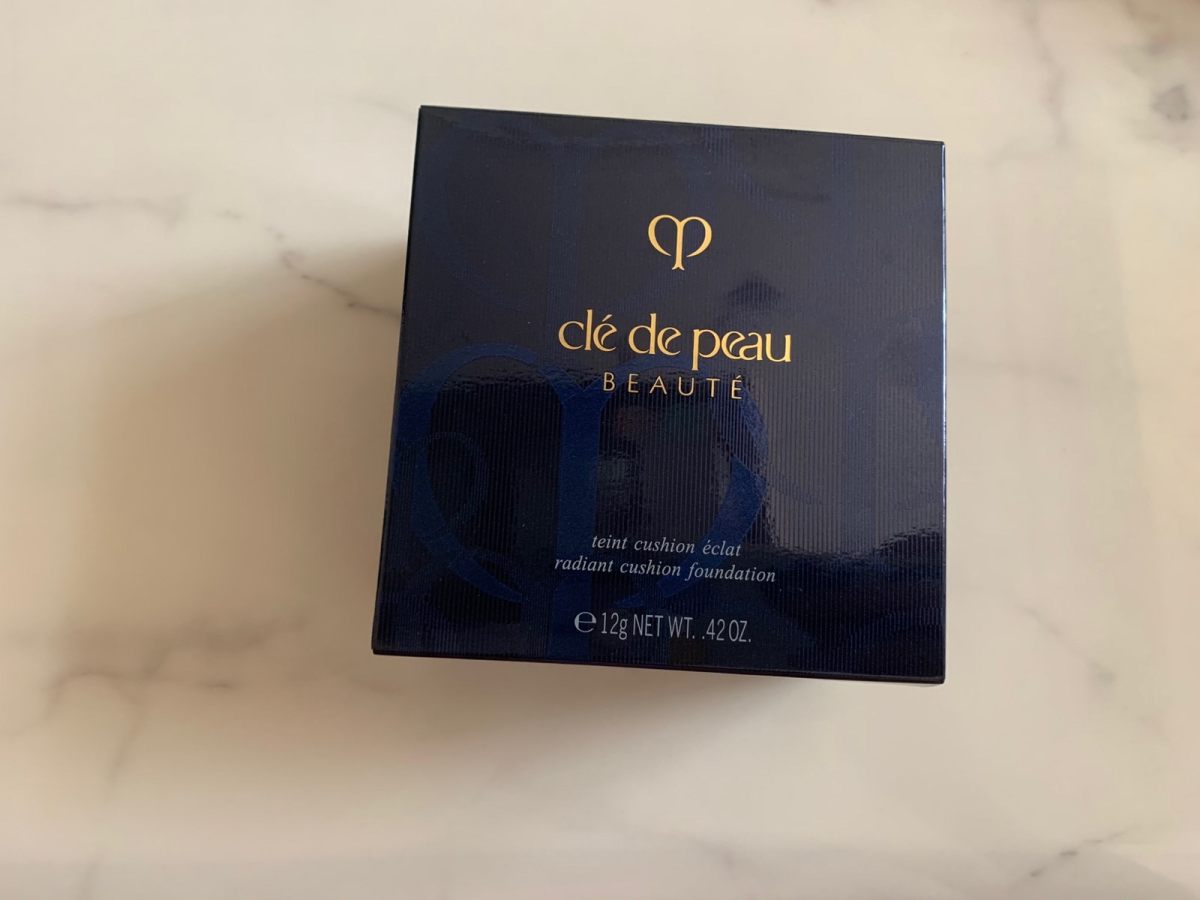 clé de peau
BEAUTÉ
teint cushion éclat
radiant cushion foundation
℮12g NET WT. .42 OZ.